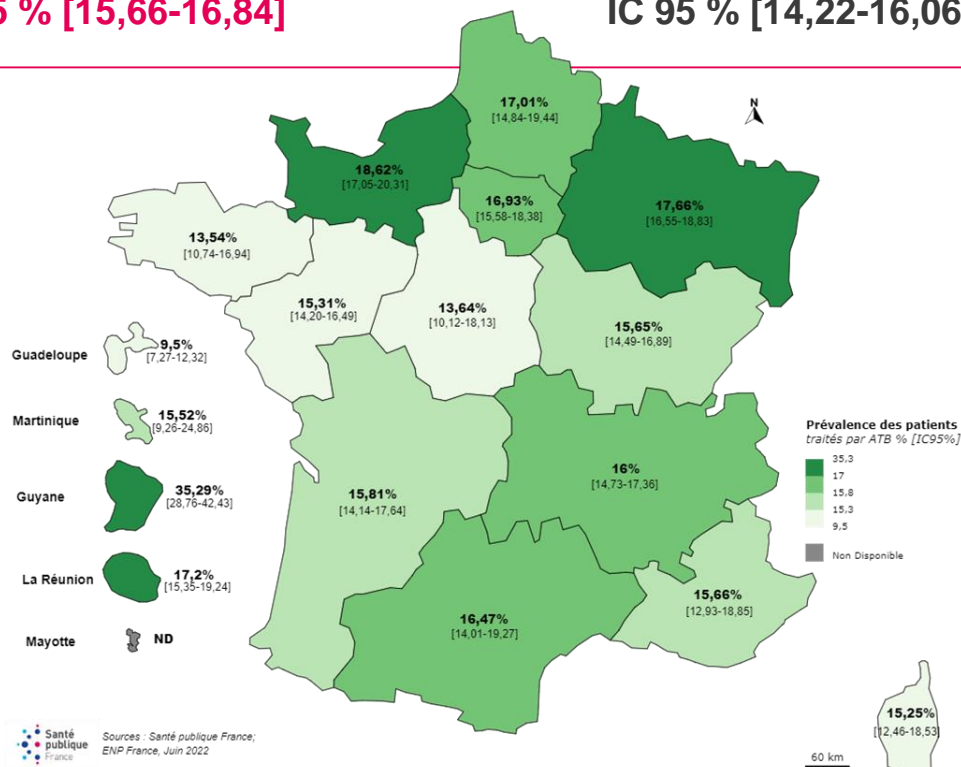 5 % [15,66-16,84]
IC 95 % [14,22-16,06
17,01%
[14,84-19,44]
N
18,62%
[17,05-20,31]
16,93%
[15,58-18,38]
17,66%
[16,55-18,83]
13,54%
[10,74-16,94]
15,31%
[14,20-16,49]
13,64%
[10,12-18,13]
15,65%
[14,49-16,89]
Guadeloupe
9,5%
[7,27-12,32]
Martinique
15,52%
[9,26-24,86]
Guyane
35,29%
[28,76-42,43]
La Réunion
17,2%
[15,35-19,24]
Mayotte
ND
15,81%
[14,14-17,64]
16%
[14,73-17,36]
16,47%
[14,01-19,27]
15,66%
[12,93-18,85]
15,25%
[12,46-18,53]
Prévalence des patients
traités par ATB % [IC95%]
35,3
17
15,8
15,3
9,5
Non Disponible
Santé
publique
France
Sources : Santé publique France;
ENP France, Juin 2022
60 km